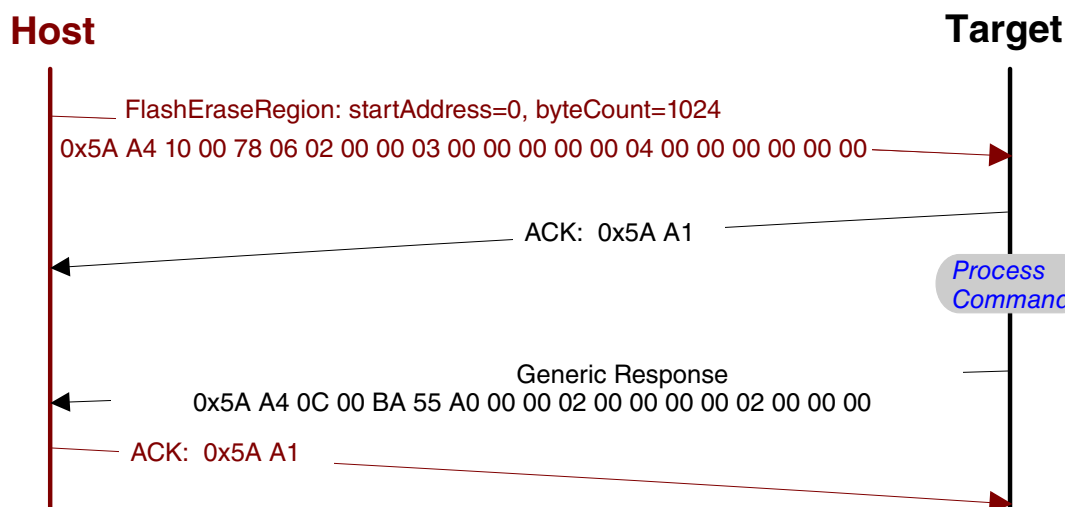 Host
Target
FlashEraseRegion: startAddress=0, byteCount=1024
0x5A A4 10 00 78 06 02 00 00 03 00 00 00 00 00 04 00 00 00 00 00 00
ACK: 0x5A A1
Process
Command
Generic Response
0x5A A4 0C 00 BA 55 A0 00 00 02 00 00 00 00 02 00 00 00
ACK: 0x5A A1